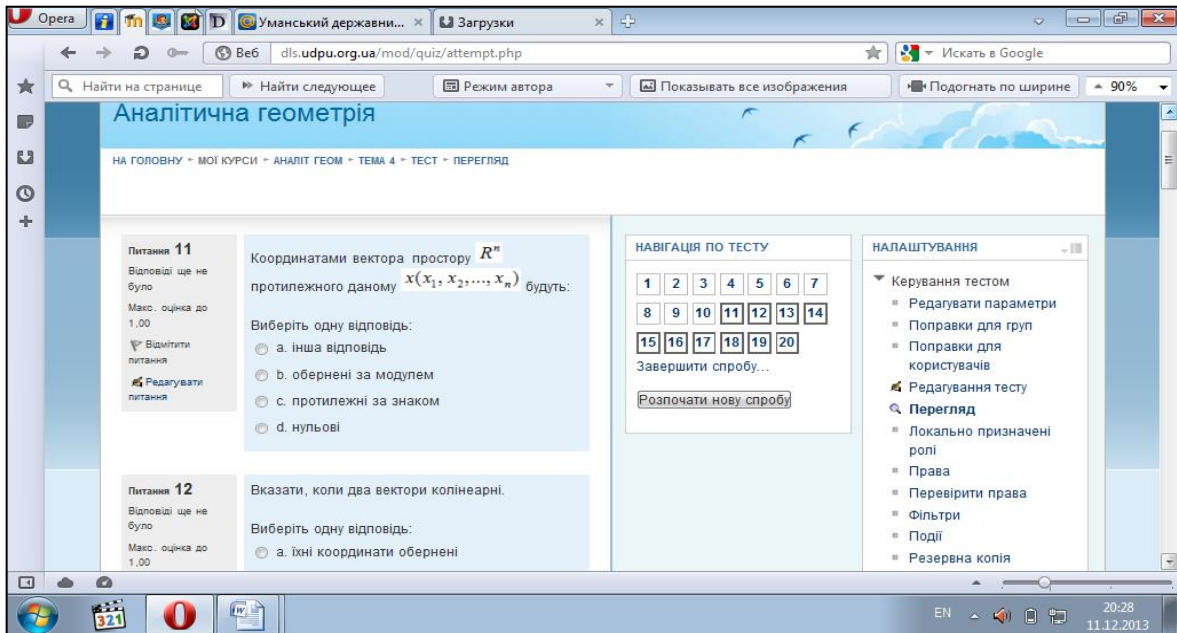 Opera
Уманський державни...
Загрузки
Веб
dls.udpu.org.ua/mod/quiz/attempt.php
Искать в Google
Найти на странице
Найти следующее
Режим автора
Показывать все изображения
Подогнать по ширине
90%
Аналітична геометрія
НА ГОЛОВНУ ► МОЇ КУРСИ ► АНАЛІТ ГЕОМ ► ТЕМА 4 ► ТЕСТ ► ПЕРЕГЛЯД
Питання 11
Відповіді ще не
було
Макс. оцінка до
1,00
Відмітити
питання
Редагувати
питання
Координатами вектора простору R^n
протилежного даному x(x₁, x₂,..., xₙ) будуть:
Виберіть одну відповідь:
a. інша відповідь
b. обернені за модулем
c. протилежні за знаком
d. нульові
Питання 12
Відповіді ще не
було
Макс. оцінка до
1,00
Вказати, коли два вектори колінеарні.
Виберіть одну відповідь:
a. їхні координати обернені
НАВІГАЦІЯ ПО ТЕСТУ
1 2 3 4 5 6 7
8 9 10 11 12 13 14
15 16 17 18 19 20
Завершити спробу...
Розпочати нову спробу
НАЛАШТУВАННЯ
Керування тестом
Редагувати параметри
Поправки для груп
Поправки для
користувачів
Редагування тесту
Перегляд
Локально призначені
ролі
Права
Перевірити права
Фільтри
Події
Резервна копія
321
EN
20:28
11.12.2013